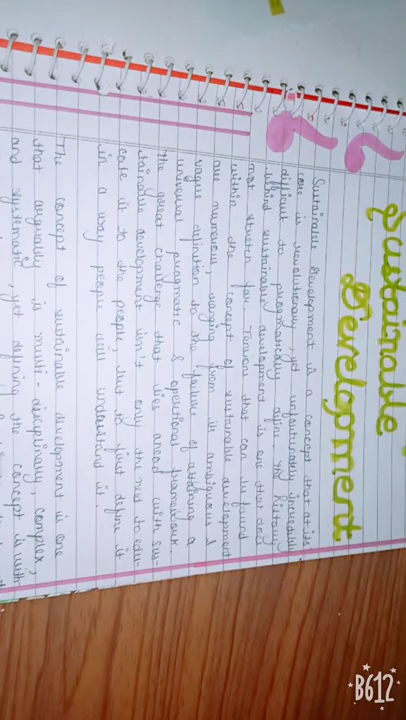 Sustainable
Development
Sustainable Development is a concept that at its
core is revolutionary, yet unfortunately incredibly
difficult to pragmatically define. The history
behind sustainable development is one that does
not stretch far. Tensions that can be found
within the concept of sustainable development
are numerous, ranging from its ambiguous &
vague definition to the failure of attaining a
universal pragmatic & operational framework.
The great challenge that lies ahead with sus-
tainable development isn't only the need to edu-
cate it to the people, but to just define it
in a way people will understand it.
The concept of sustainable development is one
that arguably is multi-disciplinary, complex,
and systematic, yet defining the concept is with
B612